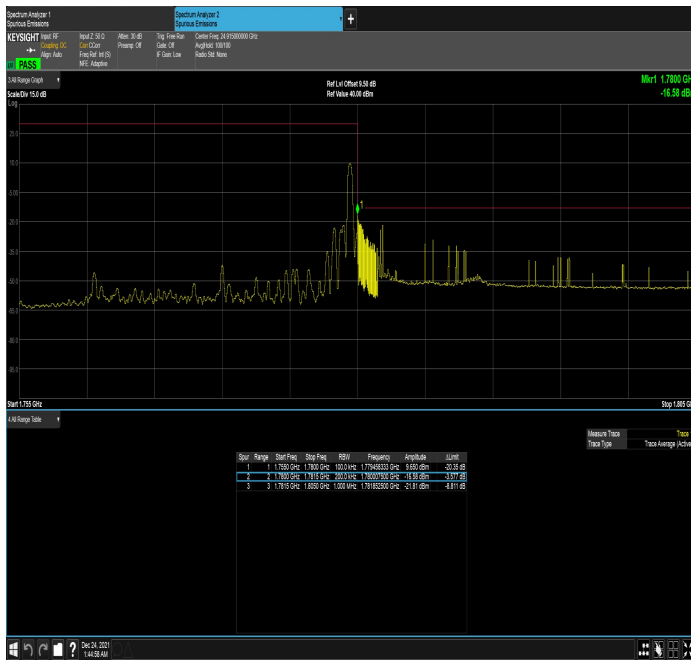 Spectrum Analyzer 1
Spurious Emissions
Spectrum Analyzer 2
Spurious Emissions
+
KEYSIGHT
Input: RF
Coupling: DC
Align: Auto
Input Z: 50 Ω
Corr CCorr
Freq Ref: Int (S)
NFE: Adaptive
Atten: 30 dB
Preamp: Off
Trig: Free Run
Gate: Off
IF Gain: Low
Center Freq: 24.915000000 GHz
Avg|Hold: 100/100
Radio Std: None
PASS
3 All Range Graph
Scale/Div 15.0 dB
Log
Ref Lvl Offset 9.50 dB
Ref Value 40.00 dBm
Mkr1 1.7800 GH
-16.58 dB
25.0
10.0
-5.00
-20.0
-35.0
-50.0
-65.0
-80.0
-95.0
1
Start 1.755 GHz
Stop 1.805 G
4 All Range Table
Measure Trace Trace
Trace Type Trace Average (Active
Spur Range Start Freq Stop Freq RBW Frequency Amplitude ΔLimit
1 1 1.7550 GHz 1.7800 GHz 100.0 kHz 1.779458333 GHz 9.650 dBm -20.35 dB
2 2 1.7800 GHz 1.7815 GHz 200.0 kHz 1.780007500 GHz -16.58 dBm -3.577 dB
3 3 1.7815 GHz 1.8050 GHz 1.000 MHz 1.781852500 GHz -21.81 dBm -8.811 dB
?
Dec 24, 2021
1:44:58 AM